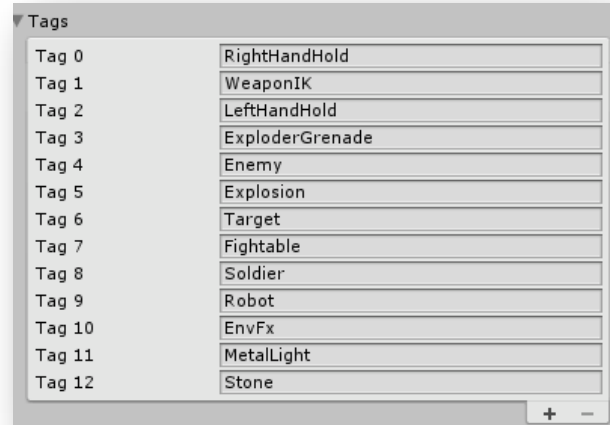 Tags
Tag 0 RightHandHold
Tag 1 WeaponIK
Tag 2 LeftHandHold
Tag 3 ExploderGrenade
Tag 4 Enemy
Tag 5 Explosion
Tag 6 Target
Tag 7 Fightable
Tag 8 Soldier
Tag 9 Robot
Tag 10 EnvFx
Tag 11 MetalLight
Tag 12 Stone
+ −